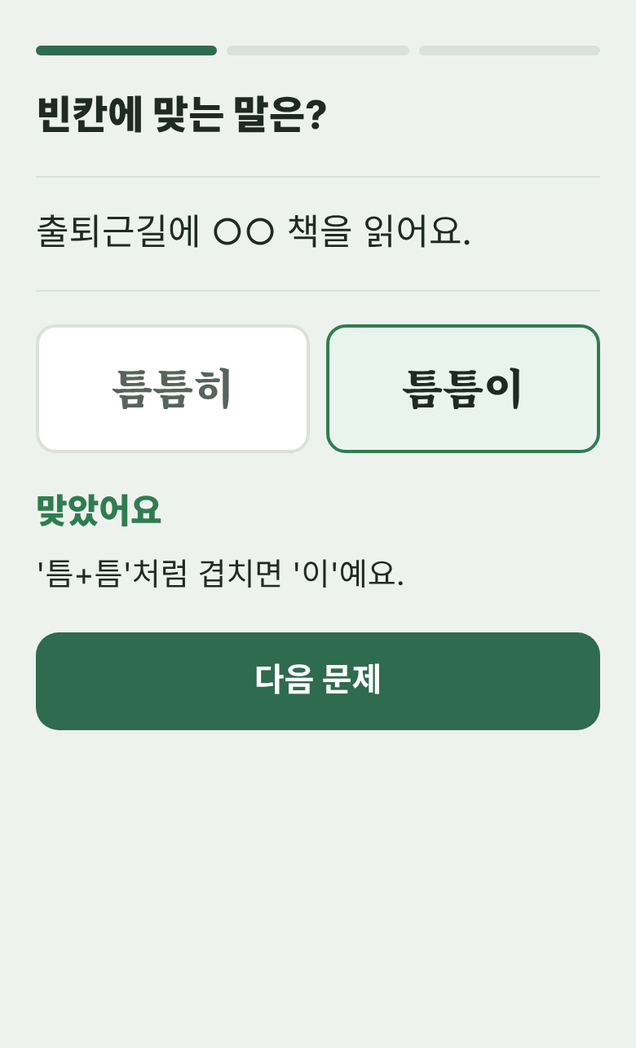 빈칸에 맞는 말은?
출퇴근길에 ○○ 책을 읽어요.
틈틈히
틈틈이
맞았어요
'틈+틈'처럼 겹치면 '이'예요.
다음 문제